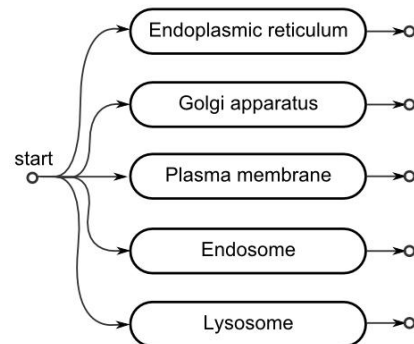 Endoplasmic reticulum
Golgi apparatus
start
Plasma membrane
Endosome
Lysosome